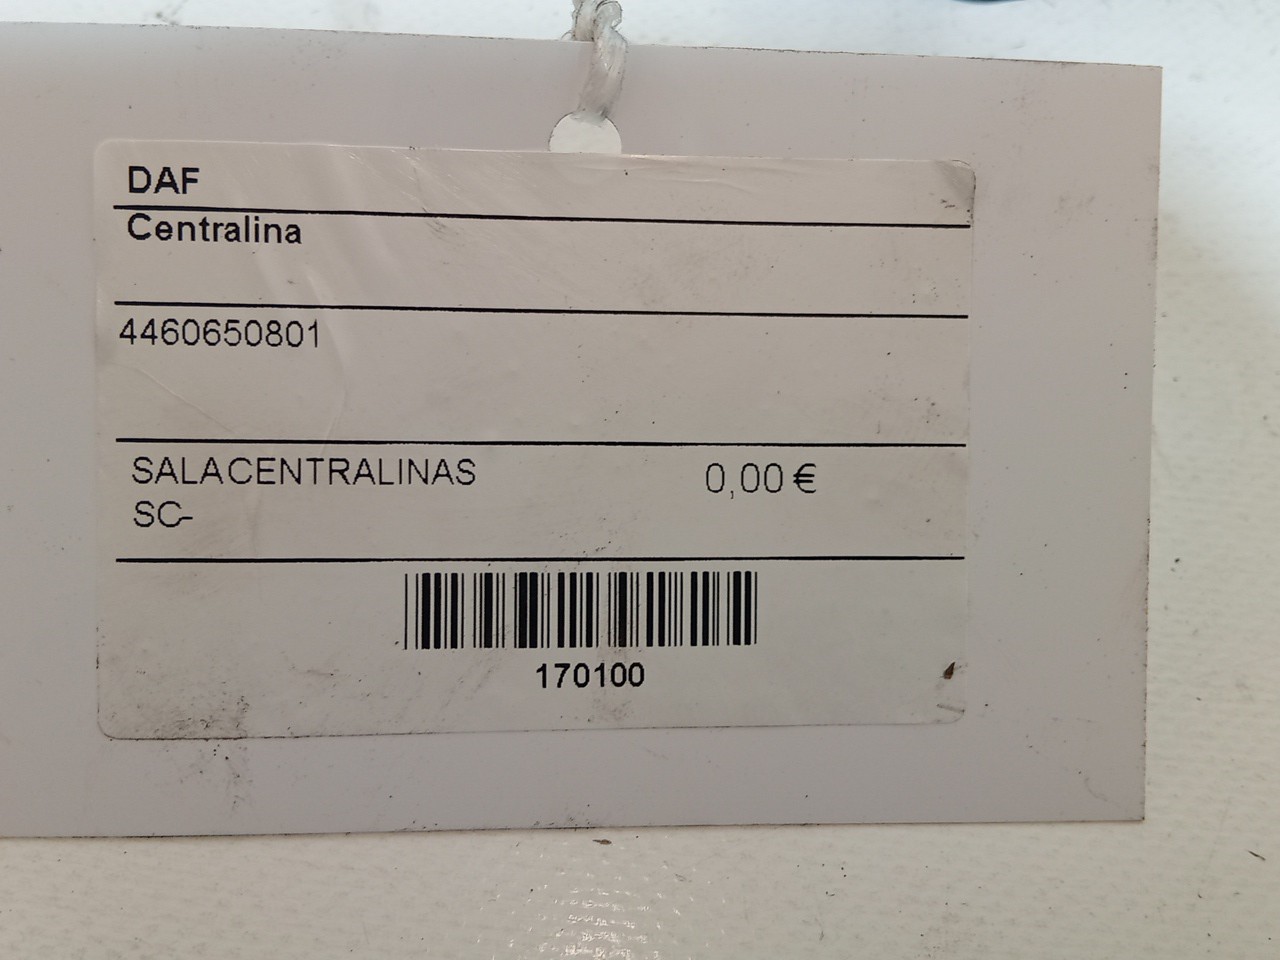 DAF
Centralina
4460650801
SALACENTRALINAS 0,00 €
SC-
170100